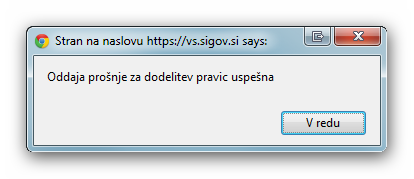 Stran na naslovu https://vs.sigov.si says:
Oddaja prošnje za dodelitev pravic uspešna
V redu